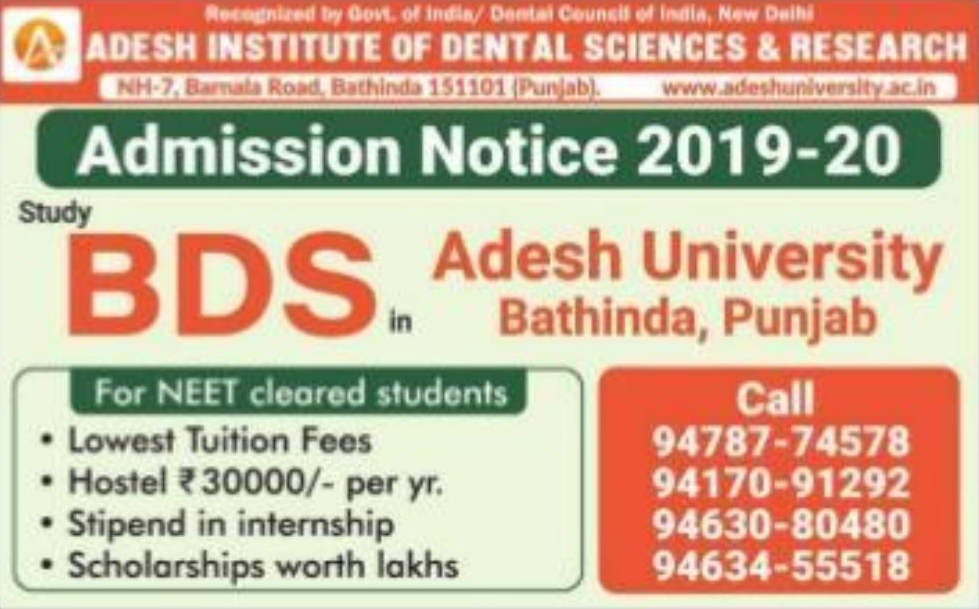 Recognized by Govt. of India/ Dental Council of India, New Delhi
ADESH INSTITUTE OF DENTAL SCIENCES & RESEARCH
NH-7, Barnala Road, Bathinda 151101 (Punjab). www.adeshuniversity.ac.in
Admission Notice 2019-20
Study
BDS in Adesh University
Bathinda, Punjab
For NEET cleared students
• Lowest Tuition Fees
• Hostel ₹ 30000/- per yr.
• Stipend in internship
• Scholarships worth lakhs
Call
94787-74578
94170-91292
94630-80480
94634-55518